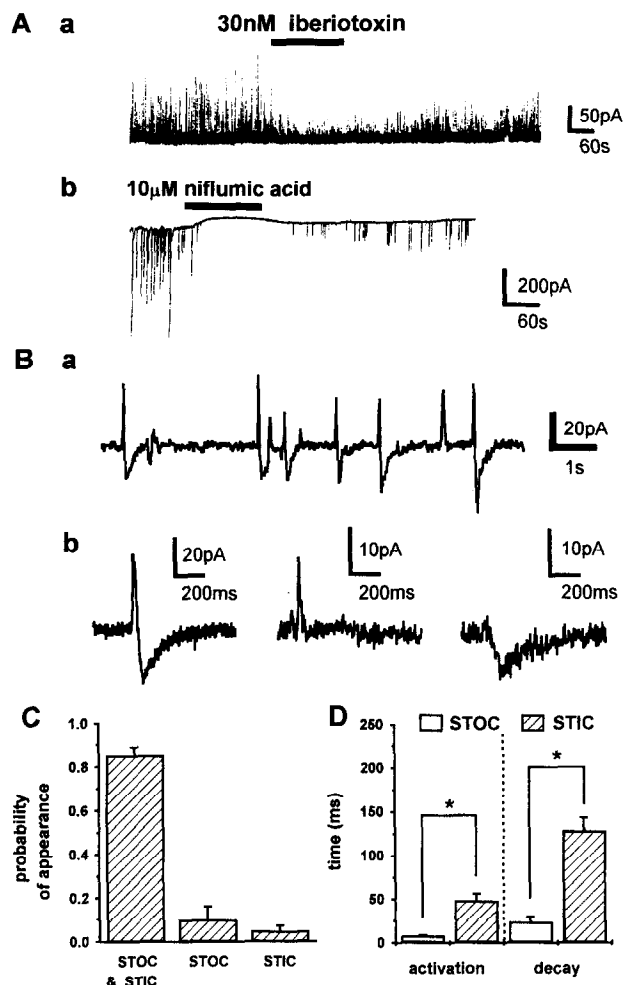 A a
30nM iberiotoxin
50pA
60s
b
10µM niflumic acid
200pA
60s
B a
20pA
1s
b
20pA
200ms
10pA
200ms
10pA
200ms
C
1.0
0.8
0.6
0.4
0.2
0.0
probability
of appearance
STOC
& STIC
STOC
STIC
D
STOC
STIC
250
200
150
100
50
0
time (ms)
*
*
activation
decay